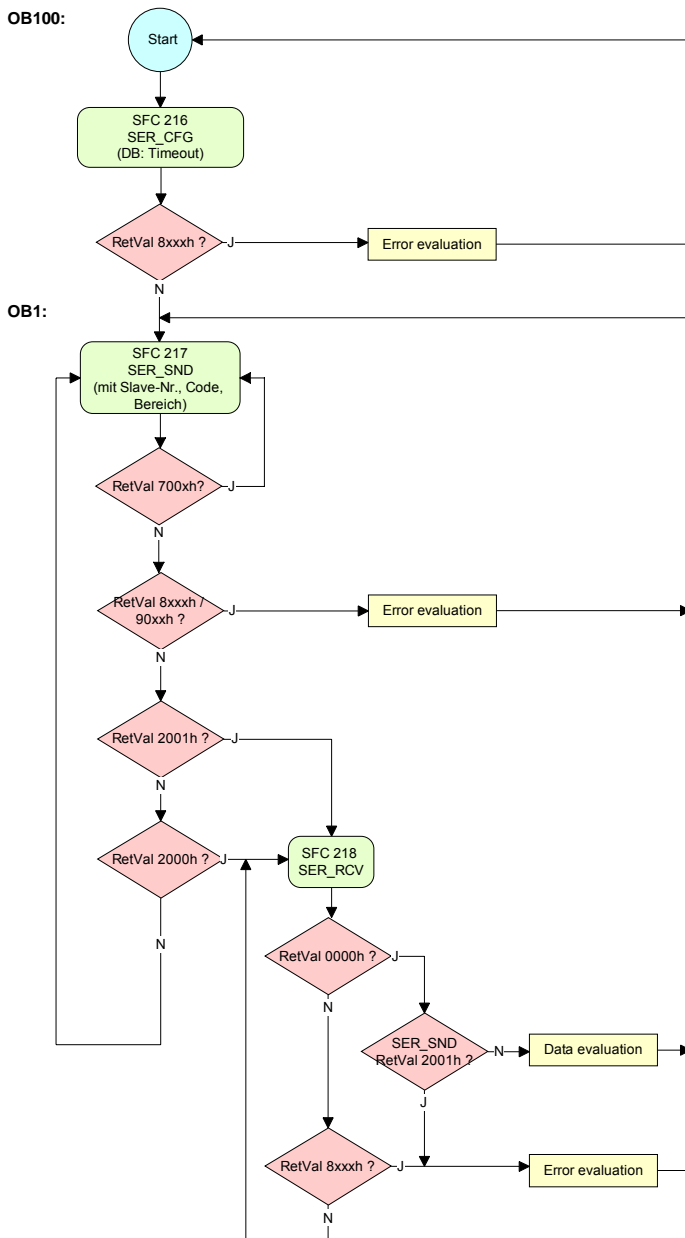 OB100:
Start
SFC 216
SER_CFG
(DB: Timeout)
RetVal 8xxxh ?
J
Error evaluation
N
OB1:
SFC 217
SER_SND
(mit Slave-Nr., Code,
Bereich)
RetVal 700xh?
J
N
RetVal 8xxxh /
90xxh ?
J
Error evaluation
N
RetVal 2001h ?
J
N
RetVal 2000h ?
J
SFC 218
SER_RCV
N
RetVal 0000h ?
J
N
SER_SND
RetVal 2001h ?
N
Data evaluation
J
RetVal 8xxxh ?
J
Error evaluation
N